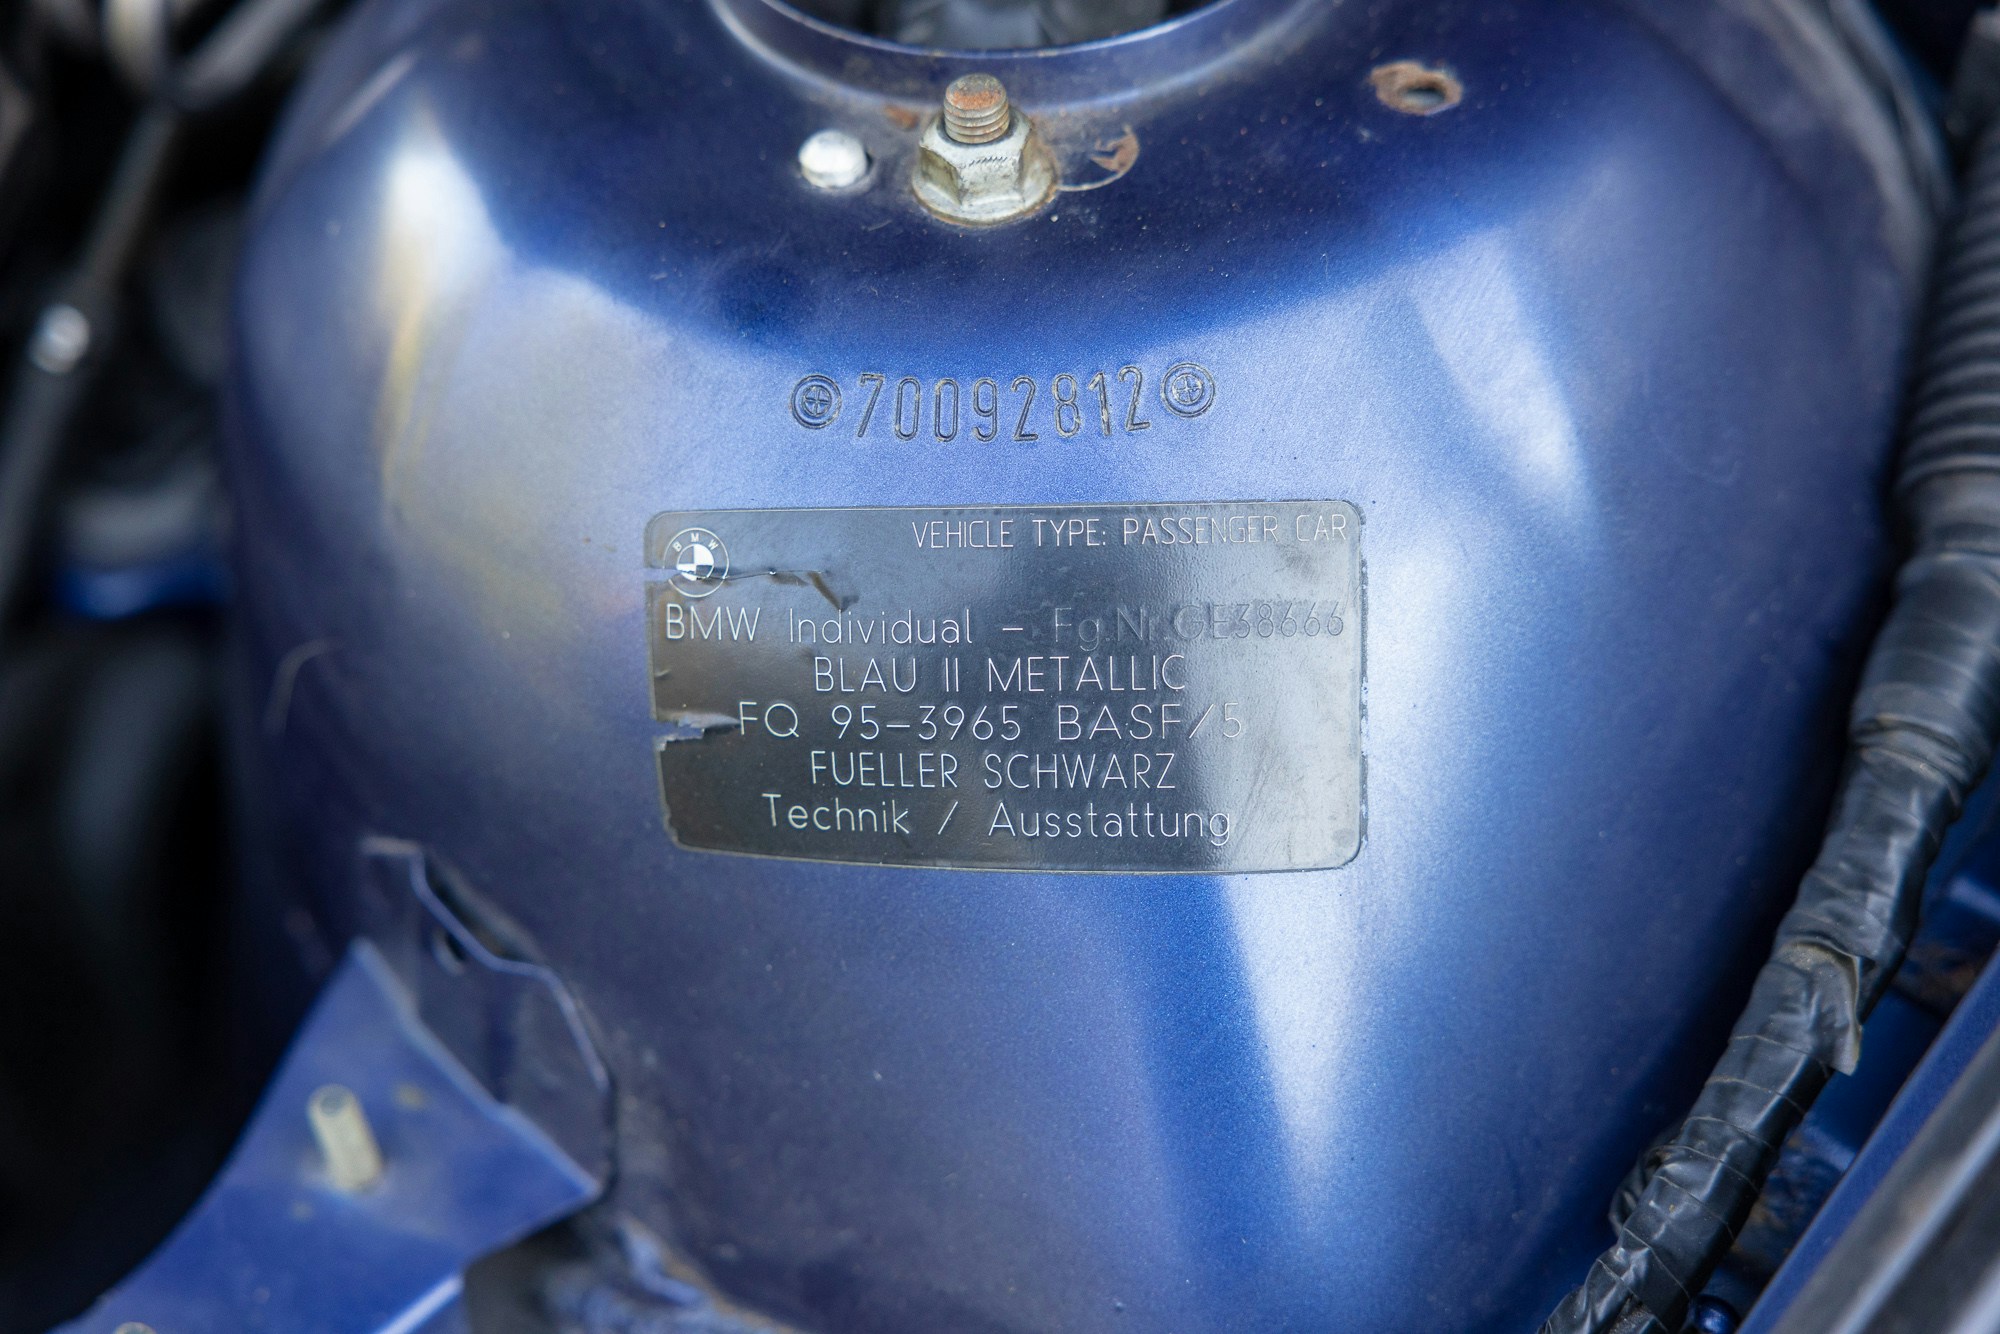 70092812
VEHICLE TYPE: PASSENGER CAR
BMW
BMW Individual - Fg.Nr.GE38666
BLAU II METALLIC
FQ 95-3965 BASF/5
FUELLER SCHWARZ
Technik / Ausstattung